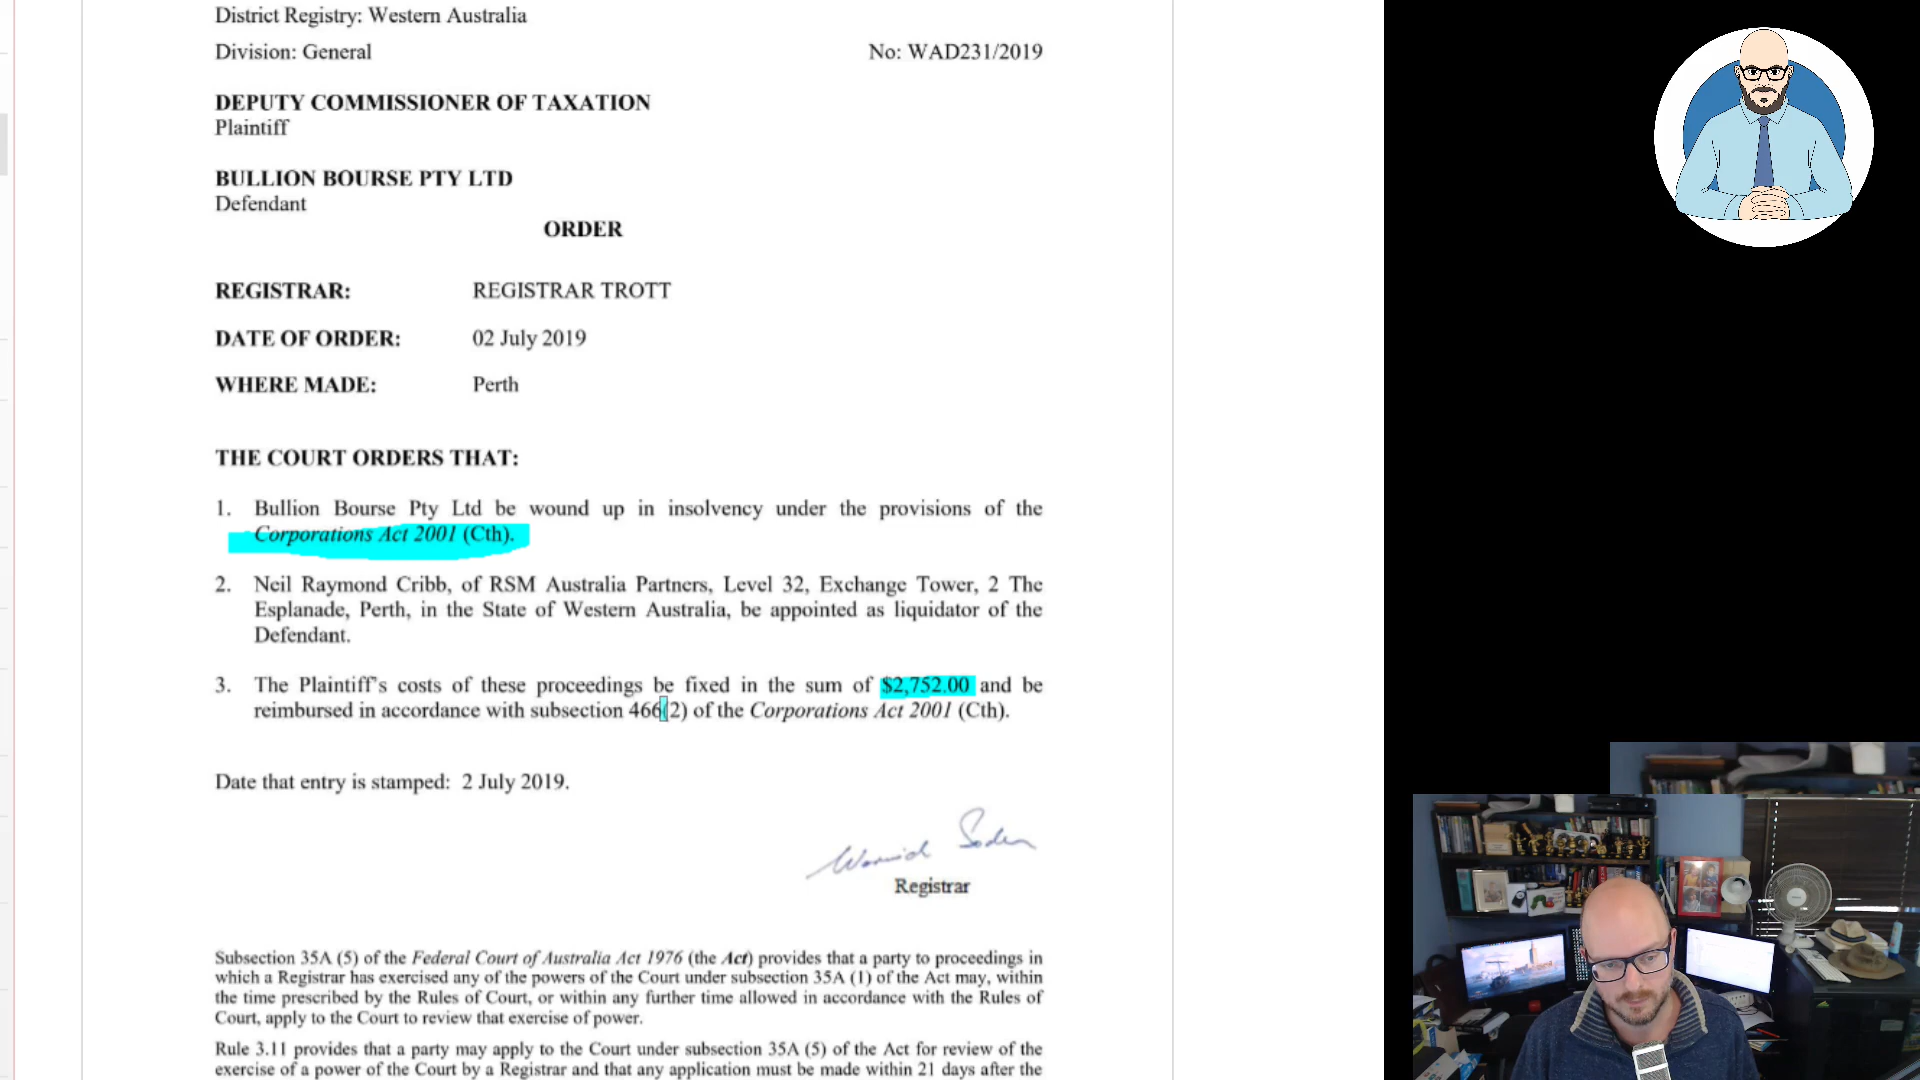 District Registry: Western Australia
Division: General No: WAD231/2019
DEPUTY COMMISSIONER OF TAXATION
Plaintiff
BULLION BOURSE PTY LTD
Defendant
ORDER
REGISTRAR: REGISTRAR TROTT
DATE OF ORDER: 02 July 2019
WHERE MADE: Perth
THE COURT ORDERS THAT:
1. Bullion Bourse Pty Ltd be wound up in insolvency under the provisions of the
Corporations Act 2001 (Cth).
2. Neil Raymond Cribb, of RSM Australia Partners, Level 32, Exchange Tower, 2 The
Esplanade, Perth, in the State of Western Australia, be appointed as liquidator of the
Defendant.
3. The Plaintiff's costs of these proceedings be fixed in the sum of $2,752.00 and be
reimbursed in accordance with subsection 466(2) of the Corporations Act 2001 (Cth).
Date that entry is stamped: 2 July 2019.
Registrar
Subsection 35A (5) of the Federal Court of Australia Act 1976 (the Act) provides that a party to proceedings in
which a Registrar has exercised any of the powers of the Court under subsection 35A (1) of the Act may, within
the time prescribed by the Rules of Court, or within any further time allowed in accordance with the Rules of
Court, apply to the Court to review that exercise of power.
Rule 3.11 provides that a party may apply to the Court under subsection 35A (5) of the Act for review of the
exercise of a power of the Court by a Registrar and that any application must be made within 21 days after the